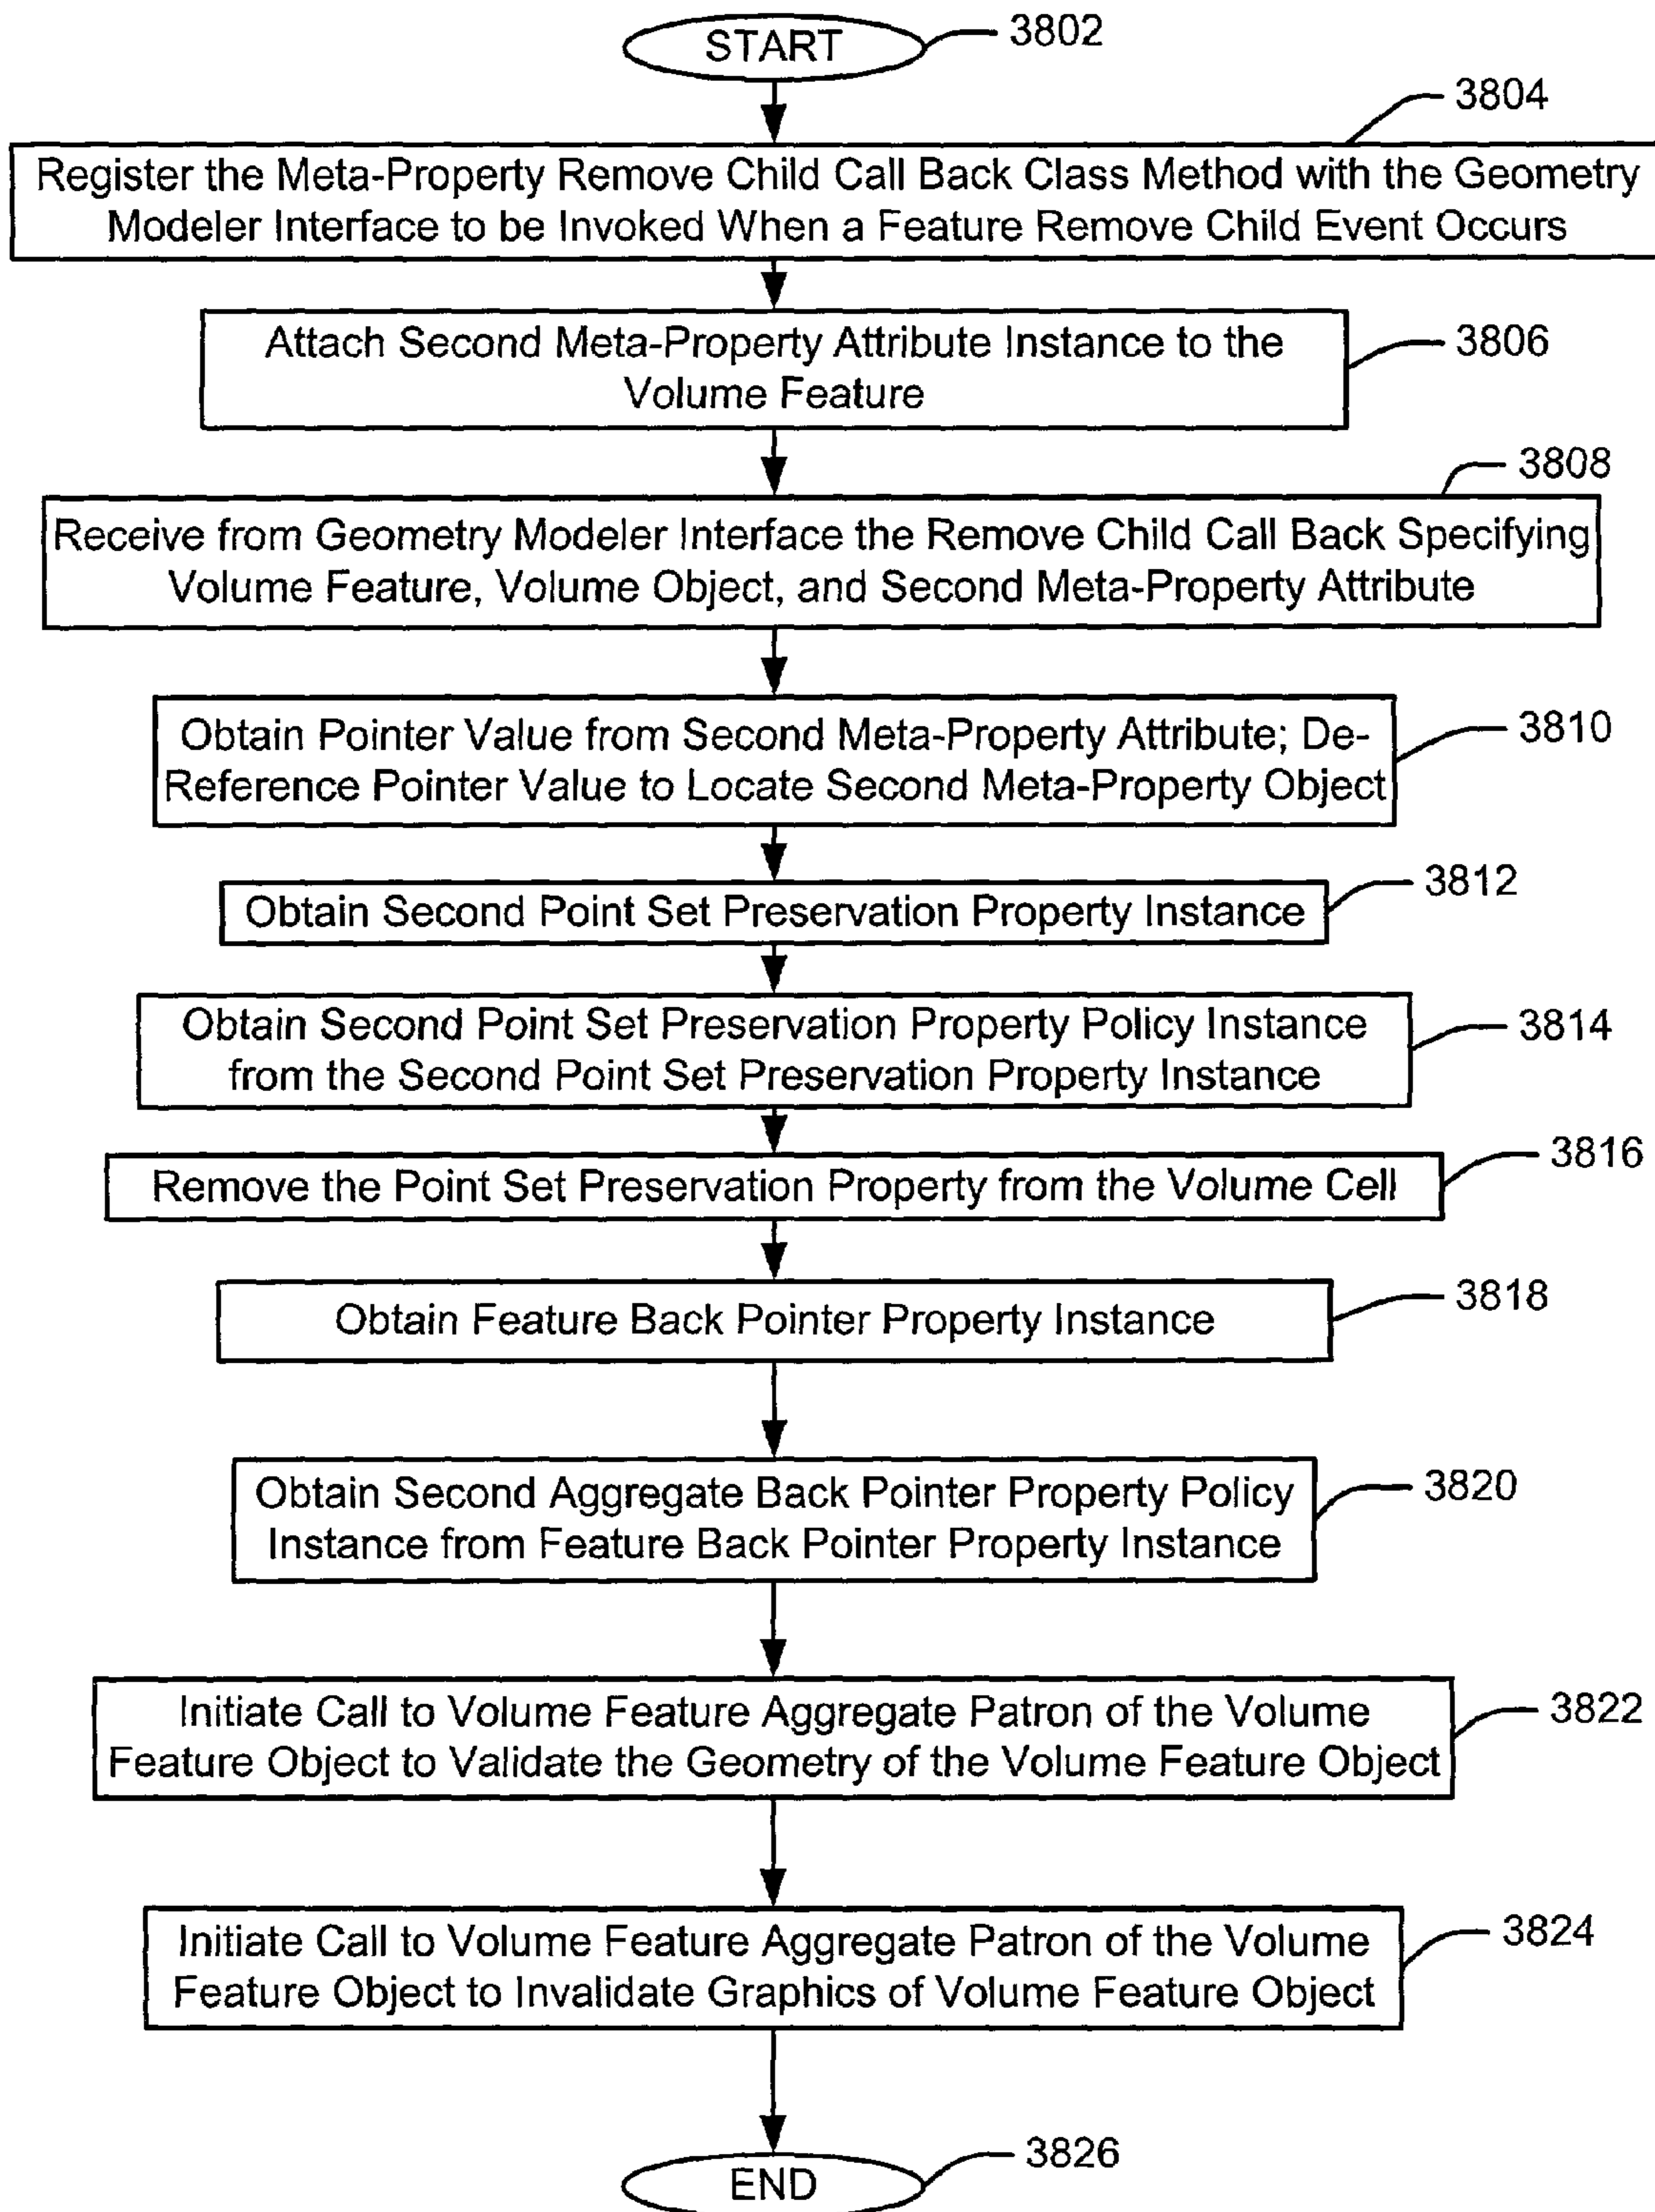 START
3802
3804
Register the Meta-Property Remove Child Call Back Class Method with the Geometry
Modeler Interface to be Invoked When a Feature Remove Child Event Occurs
Attach Second Meta-Property Attribute Instance to the
Volume Feature
3806
3808
Receive from Geometry Modeler Interface the Remove Child Call Back Specifying
Volume Feature, Volume Object, and Second Meta-Property Attribute
Obtain Pointer Value from Second Meta-Property Attribute; De-
Reference Pointer Value to Locate Second Meta-Property Object
3810
3812
Obtain Second Point Set Preservation Property Instance
Obtain Second Point Set Preservation Property Policy Instance
from the Second Point Set Preservation Property Instance
3814
3816
Remove the Point Set Preservation Property from the Volume Cell
3818
Obtain Feature Back Pointer Property Instance
Obtain Second Aggregate Back Pointer Property Policy
Instance from Feature Back Pointer Property Instance
3820
Initiate Call to Volume Feature Aggregate Patron of the Volume
Feature Object to Validate the Geometry of the Volume Feature Object
3822
Initiate Call to Volume Feature Aggregate Patron of the Volume
Feature Object to Invalidate Graphics of Volume Feature Object
3824
3826
END